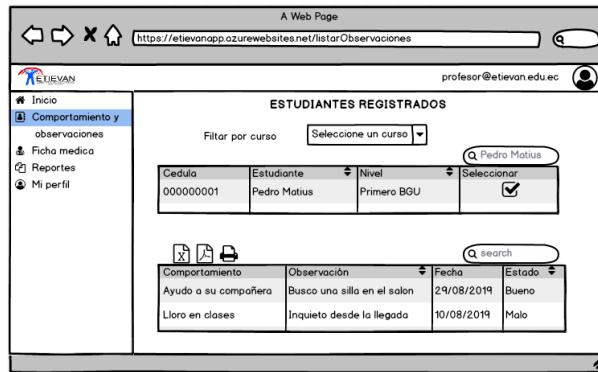 A Web Page
https://etievanapp.azurewebsites.net/listarObservaciones
ETIEVAN
profesor@etievan.edu.ec
Inicio
Comportamiento y
observaciones
Ficha medica
Reportes
Mi perfil
ESTUDIANTES REGISTRADOS
Filtrar por curso
Seleccione un curso
Pedro Matius
Cedula Estudiante Nivel Seleccionar
000000001 Pedro Matius Primero BGU
search
Comportamiento Observación Fecha Estado
Ayudo a su compañera Busco una silla en el salon 29/08/2019 Bueno
Lloro en clases Inquieto desde la llegada 10/08/2019 Malo